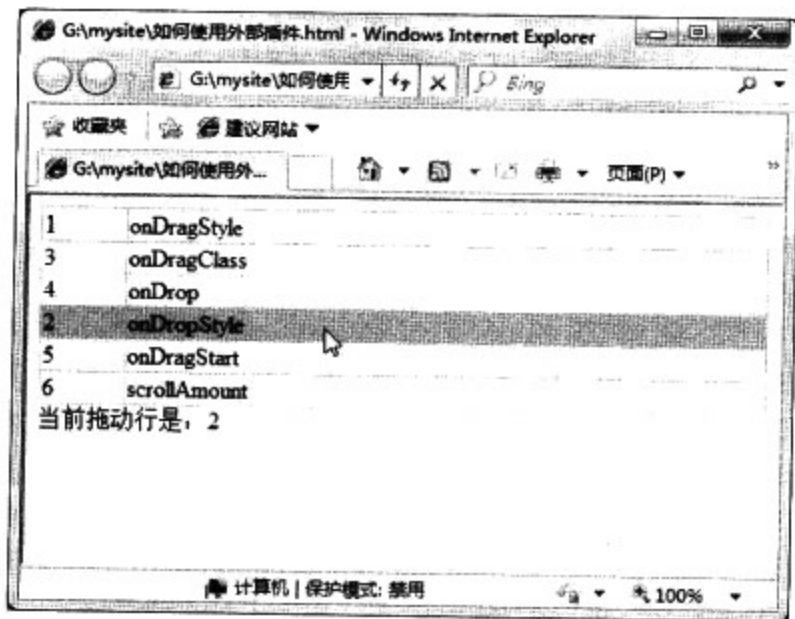 G:\mysite\如何使用外部插件.html - Windows Internet Explorer
G:\mysite\如何使用 Bing
收藏夹 建议网站
G:\mysite\如何使用外... 页面(P) »
1 onDragStyle
3 onDragClass
4 onDrop
2 onDropStyle
5 onDragStart
6 scrollAmount
当前拖动行是：2
计算机 | 保护模式: 禁用 100%